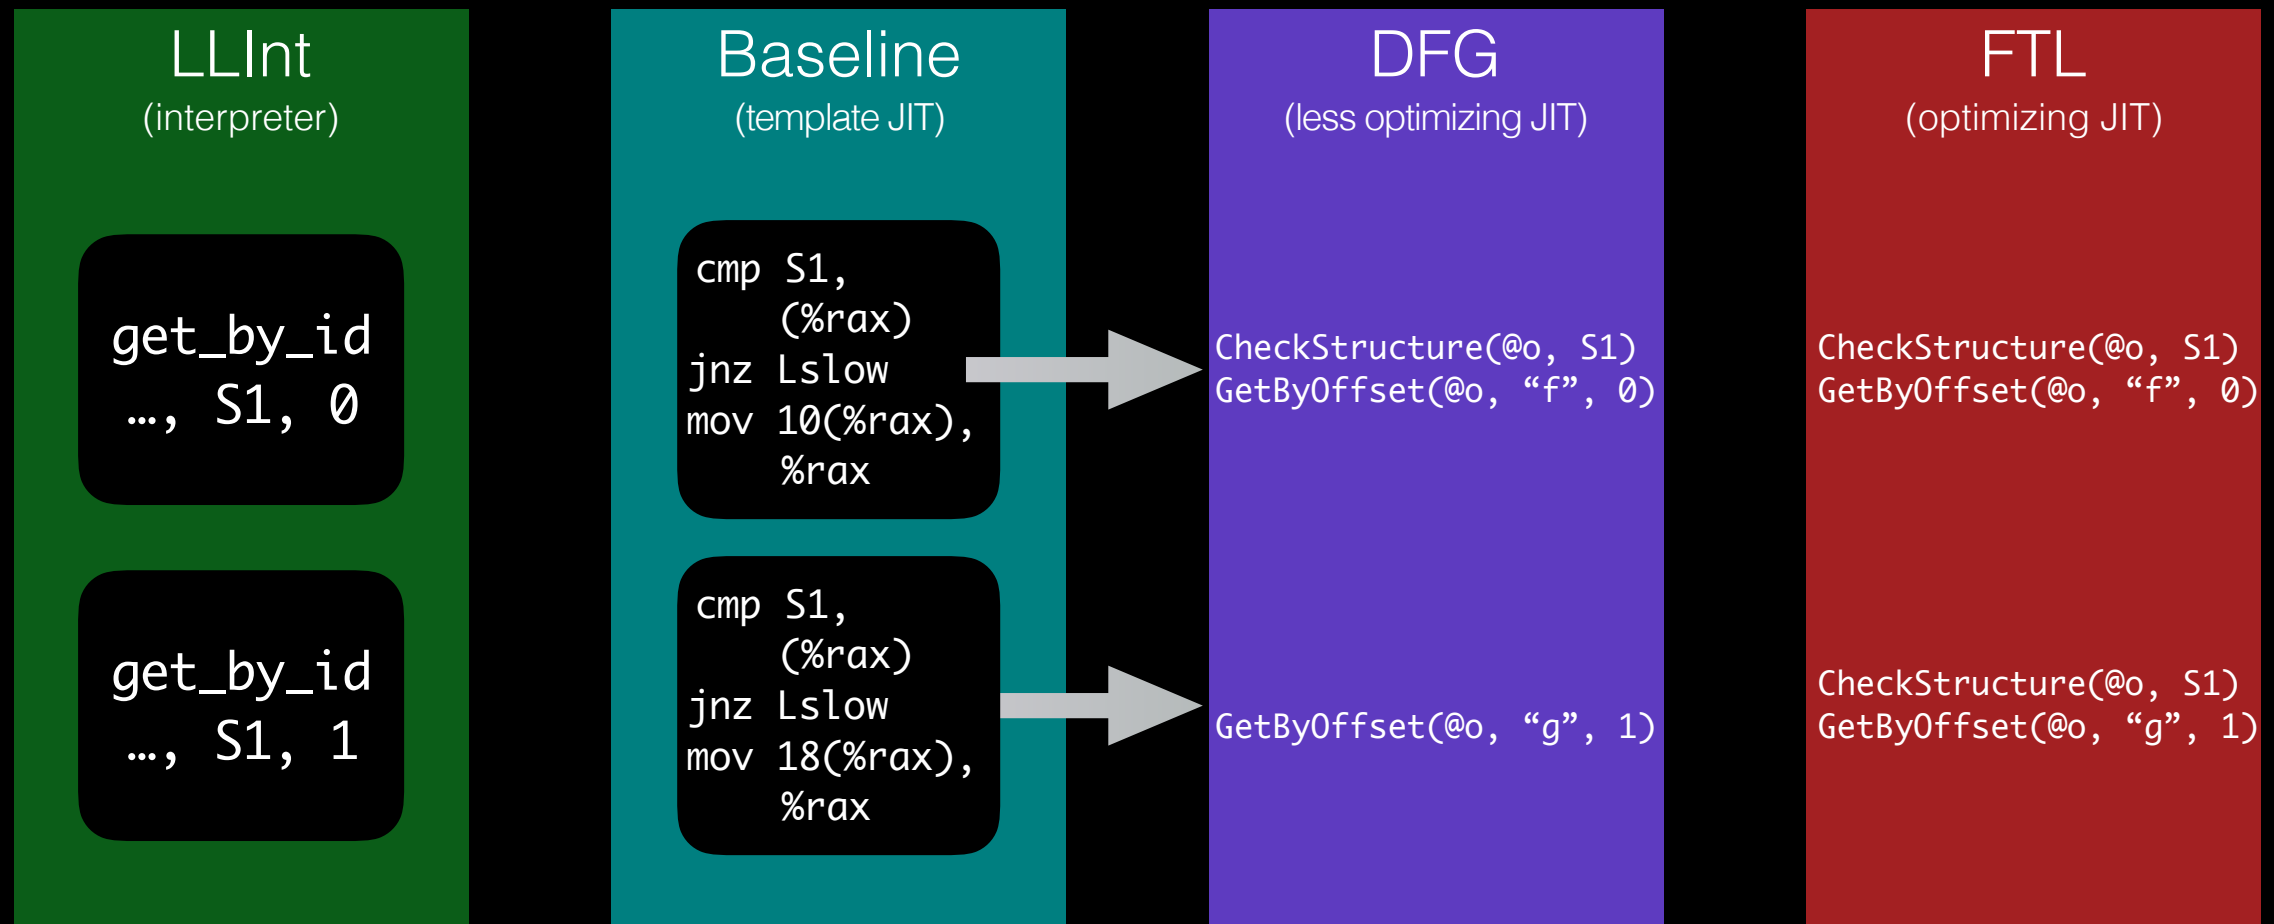 LLInt
(interpreter)
get_by_id
…, S1, 0
get_by_id
…, S1, 1
Baseline
(template JIT)
cmp S1,
(%rax)
jnz Lslow
mov 10(%rax),
%rax
cmp S1,
(%rax)
jnz Lslow
mov 18(%rax),
%rax
DFG
(less optimizing JIT)
CheckStructure(@o, S1)
GetByOffset(@o, “f”, 0)
GetByOffset(@o, “g”, 1)
FTL
(optimizing JIT)
CheckStructure(@o, S1)
GetByOffset(@o, “f”, 0)
CheckStructure(@o, S1)
GetByOffset(@o, “g”, 1)